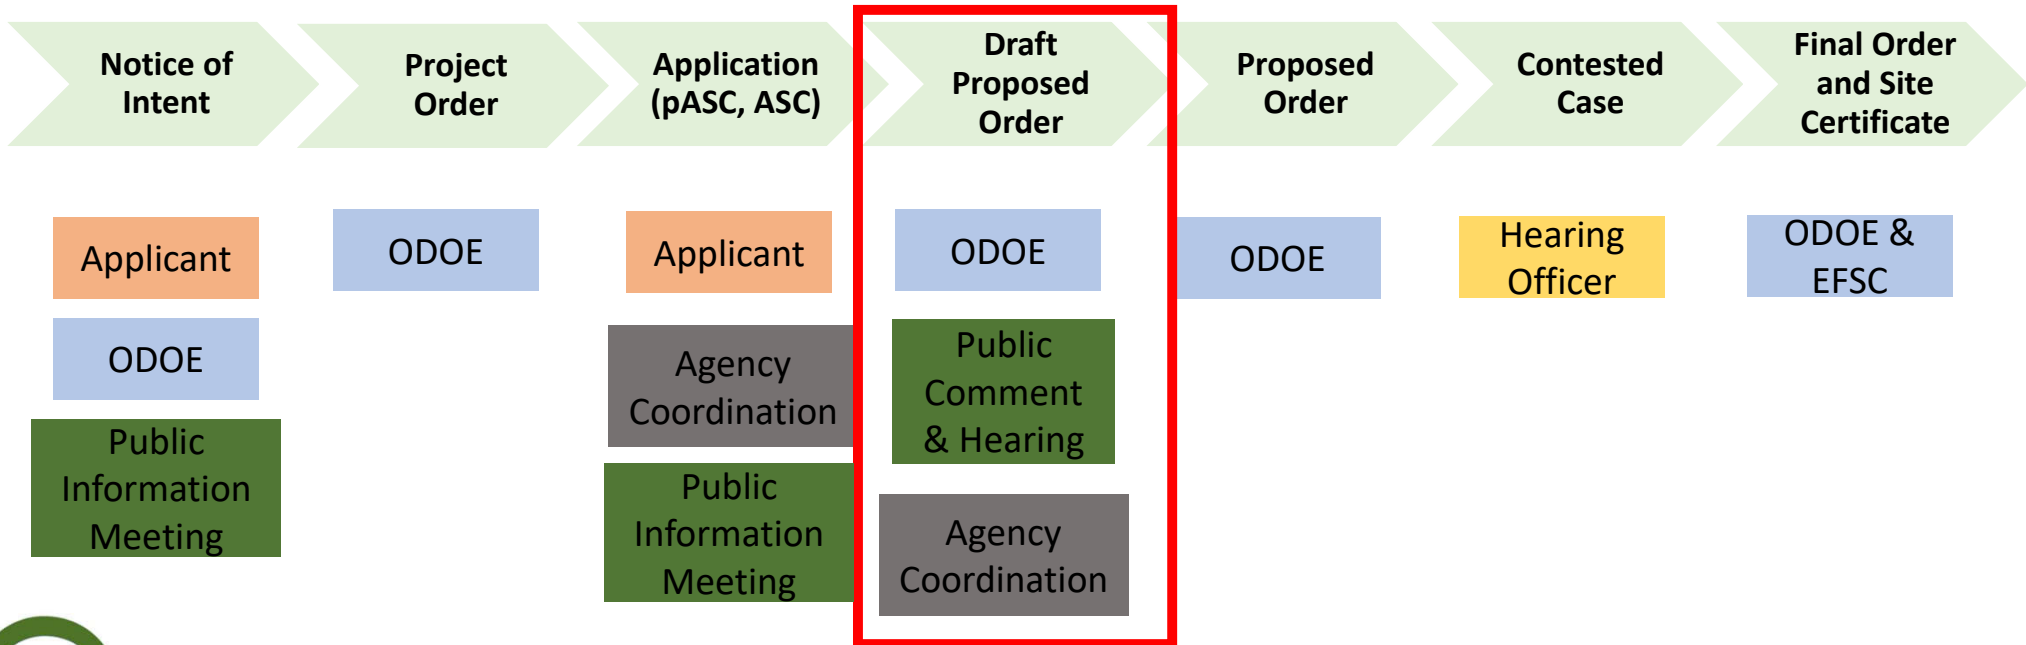 Notice of
Intent
Project
Order
Application
(pASC, ASC)
Draft
Proposed
Order
Proposed
Order
Contested
Case
Final Order
and Site
Certificate
Applicant
ODOE
Public
Information
Meeting
ODOE
Applicant
Agency
Coordination
Public
Information
Meeting
ODOE
Public
Comment
& Hearing
Agency
Coordination
ODOE
Hearing
Officer
ODOE &
EFSC